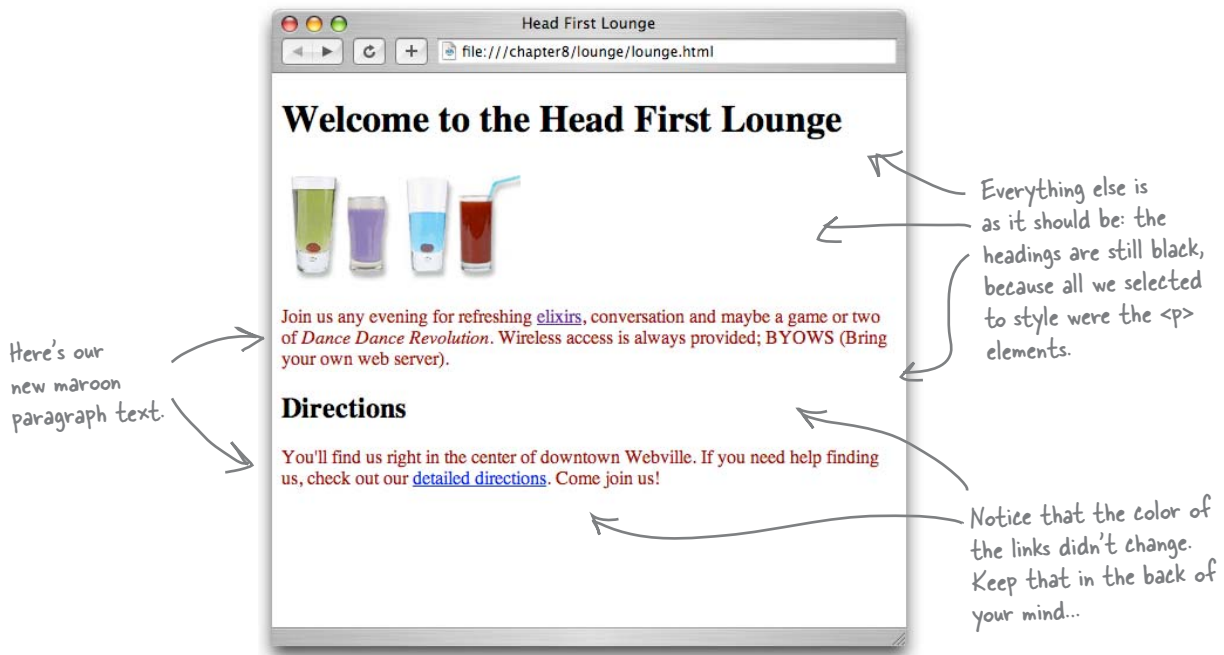 Head First Lounge
file:///chapter8/lounge/lounge.html
Welcome to the Head First Lounge
Everything else is
as it should be: the
headings are still black,
because all we selected
to style were the <p>
elements.
Join us any evening for refreshing elixirs, conversation and maybe a game or two
of Dance Dance Revolution. Wireless access is always provided; BYOWS (Bring
your own web server).
Here's our
new maroon
paragraph text.
Directions
You'll find us right in the center of downtown Webville. If you need help finding
us, check out our detailed directions. Come join us!
Notice that the color of
the links didn't change.
Keep that in the back of
your mind...